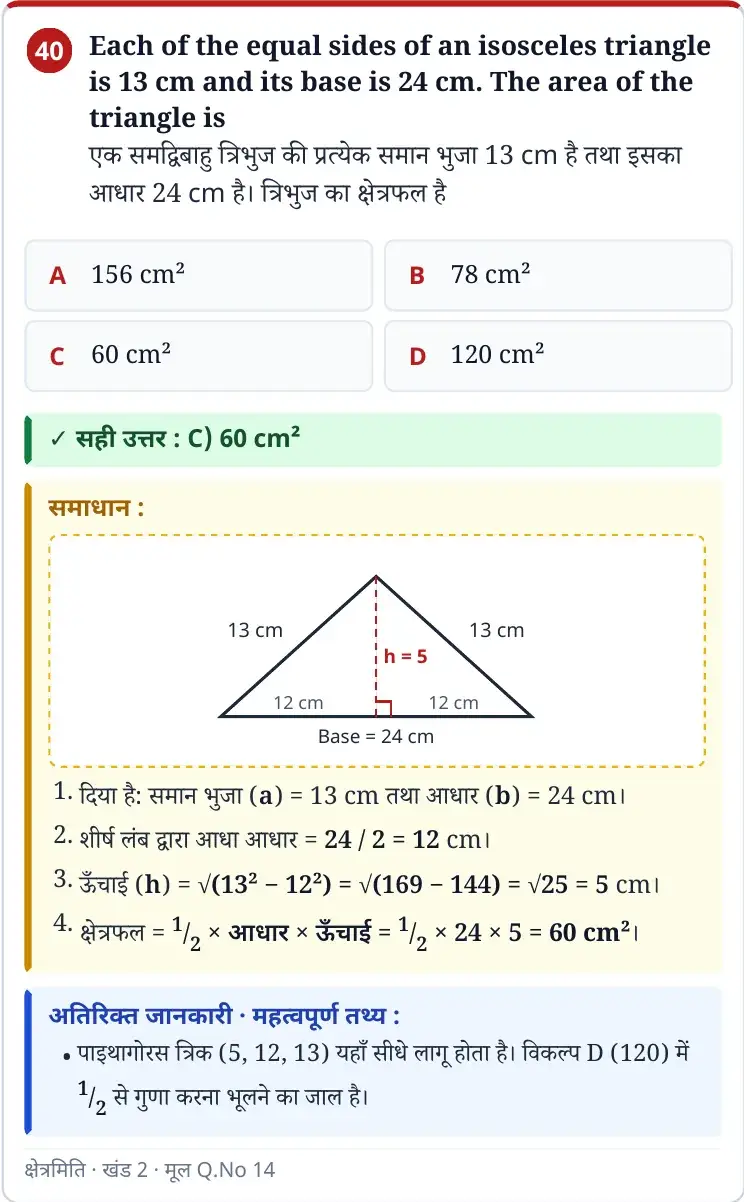 40
Each of the equal sides of an isosceles triangle
is 13 cm and its base is 24 cm. The area of the
triangle is
एक समद्विबाहु त्रिभुज की प्रत्येक समान भुजा 13 cm है तथा इसका
आधार 24 cm है। त्रिभुज का क्षेत्रफल है
A 156 cm²
B 78 cm²
C 60 cm²
D 120 cm²
✓ सही उत्तर : C) 60 cm²
समाधान :
13 cm
13 cm
h = 5
12 cm
12 cm
Base = 24 cm
1. दिया है: समान भुजा (a) = 13 cm तथा आधार (b) = 24 cm।
2. शीर्ष लंब द्वारा आधा आधार = 24 / 2 = 12 cm।
3. ऊँचाई (h) = √(13² − 12²) = √(169 − 144) = √25 = 5 cm।
4. क्षेत्रफल = 1/2 × आधार × ऊँचाई = 1/2 × 24 × 5 = 60 cm²।
अतिरिक्त जानकारी · महत्वपूर्ण तथ्य :
• पाइथागोरस त्रिक (5, 12, 13) यहाँ सीधे लागू होता है। विकल्प D (120) में
1/2 से गुणा करना भूलने का जाल है।
क्षेत्रमिति · खंड 2 · मूल Q.No 14